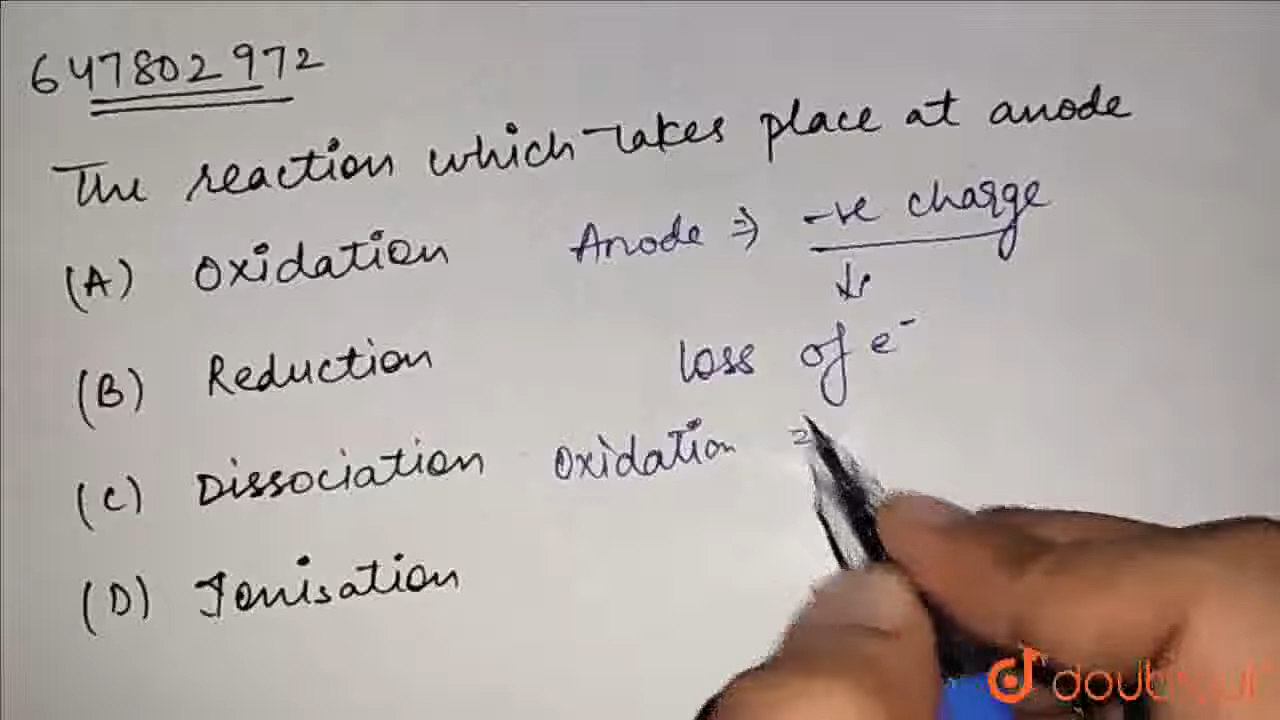 647802972
The reaction which takes place at anode
(A) Oxidation
Anode ⇒ -ve charge
↓
loss of e⁻
(B) Reduction
(C) Dissociation
Oxidation =
(D) Ionisation
doubtnut